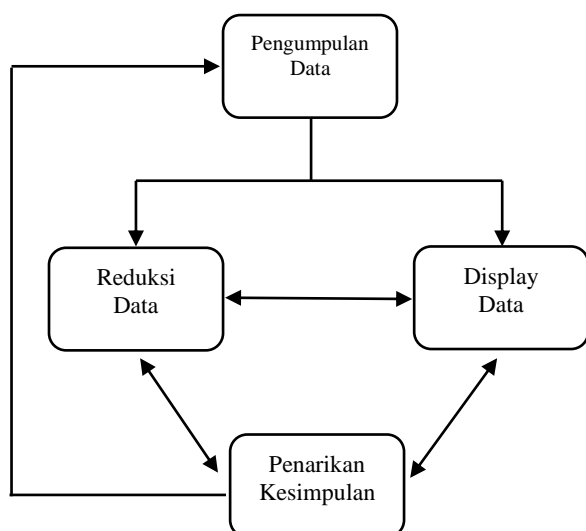 Pengumpulan
Data
Reduksi
Data
Display
Data
Penarikan
Kesimpulan